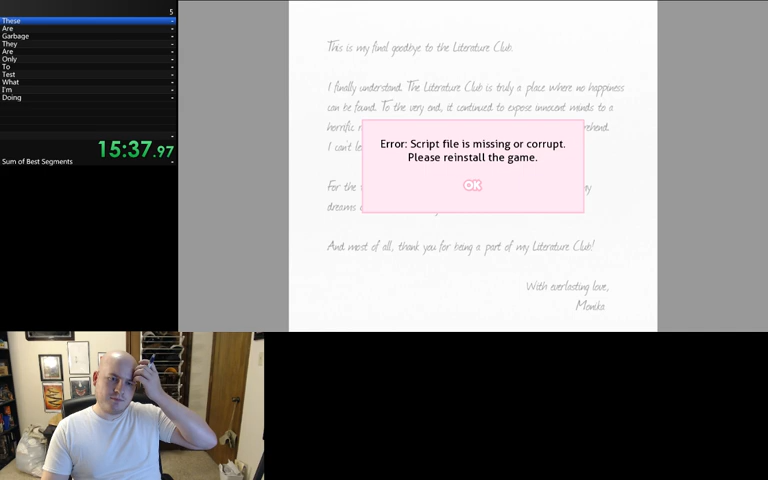 5
These -
Are -
Garbage -
They -
Are -
Only -
To -
Test -
What -
I'm -
Doing -
-
15:37.97
Sum of Best Segments -
This is my final goodbye to the Literature Club.
I finally understand. The Literature Club is truly a place where no happiness
can be found. To the very end, it continued to expose innocent minds to a
horrific
I can't
For the
dreams
And most of all, thank you for being a part of my Literature Club!
With everlasting love,
Monika
Error: Script file is missing or corrupt.
Please reinstall the game.
OK